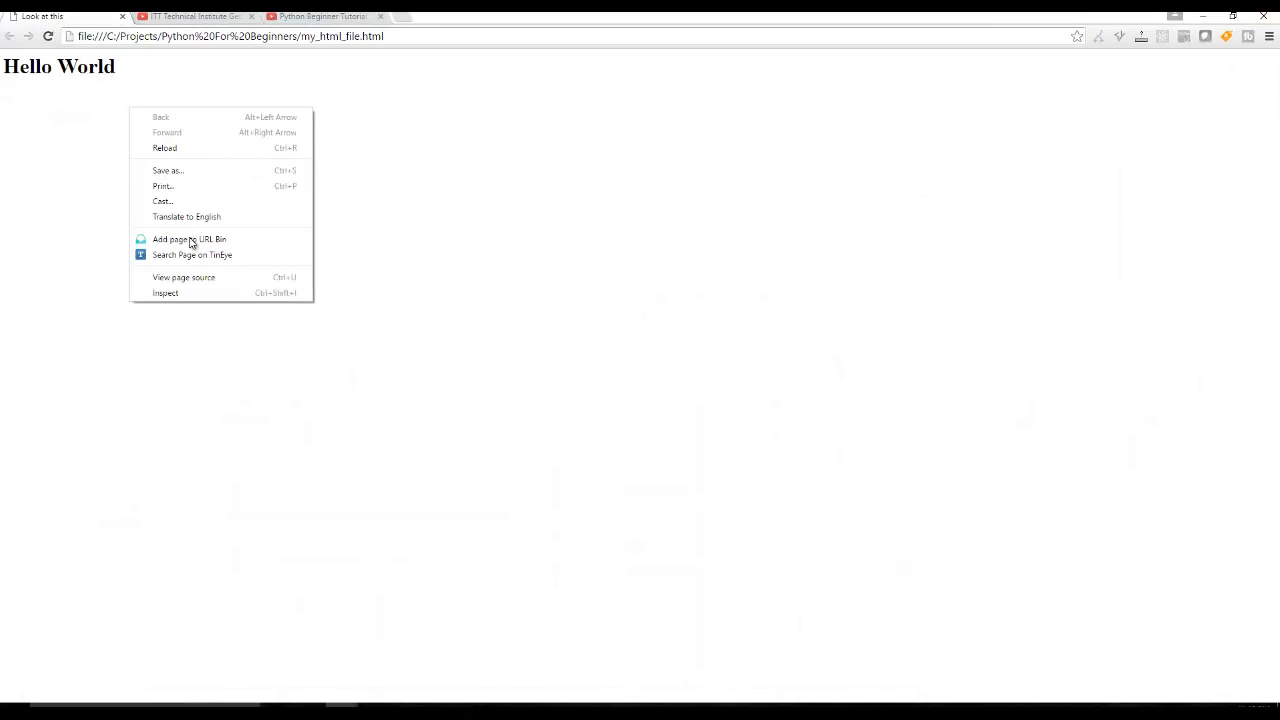 Look at this
ITT Technical Institute Get
Python Beginner Tutorial
file:///C:/Projects/Python%20For%20Beginners/my_html_file.html
Hello World
Back Alt+Left Arrow
Forward Alt+Right Arrow
Reload Ctrl+R
Save as... Ctrl+S
Print... Ctrl+P
Cast...
Translate to English
Add page to URL Bin
Search Page on TinEye
View page source Ctrl+U
Inspect Ctrl+Shift+I